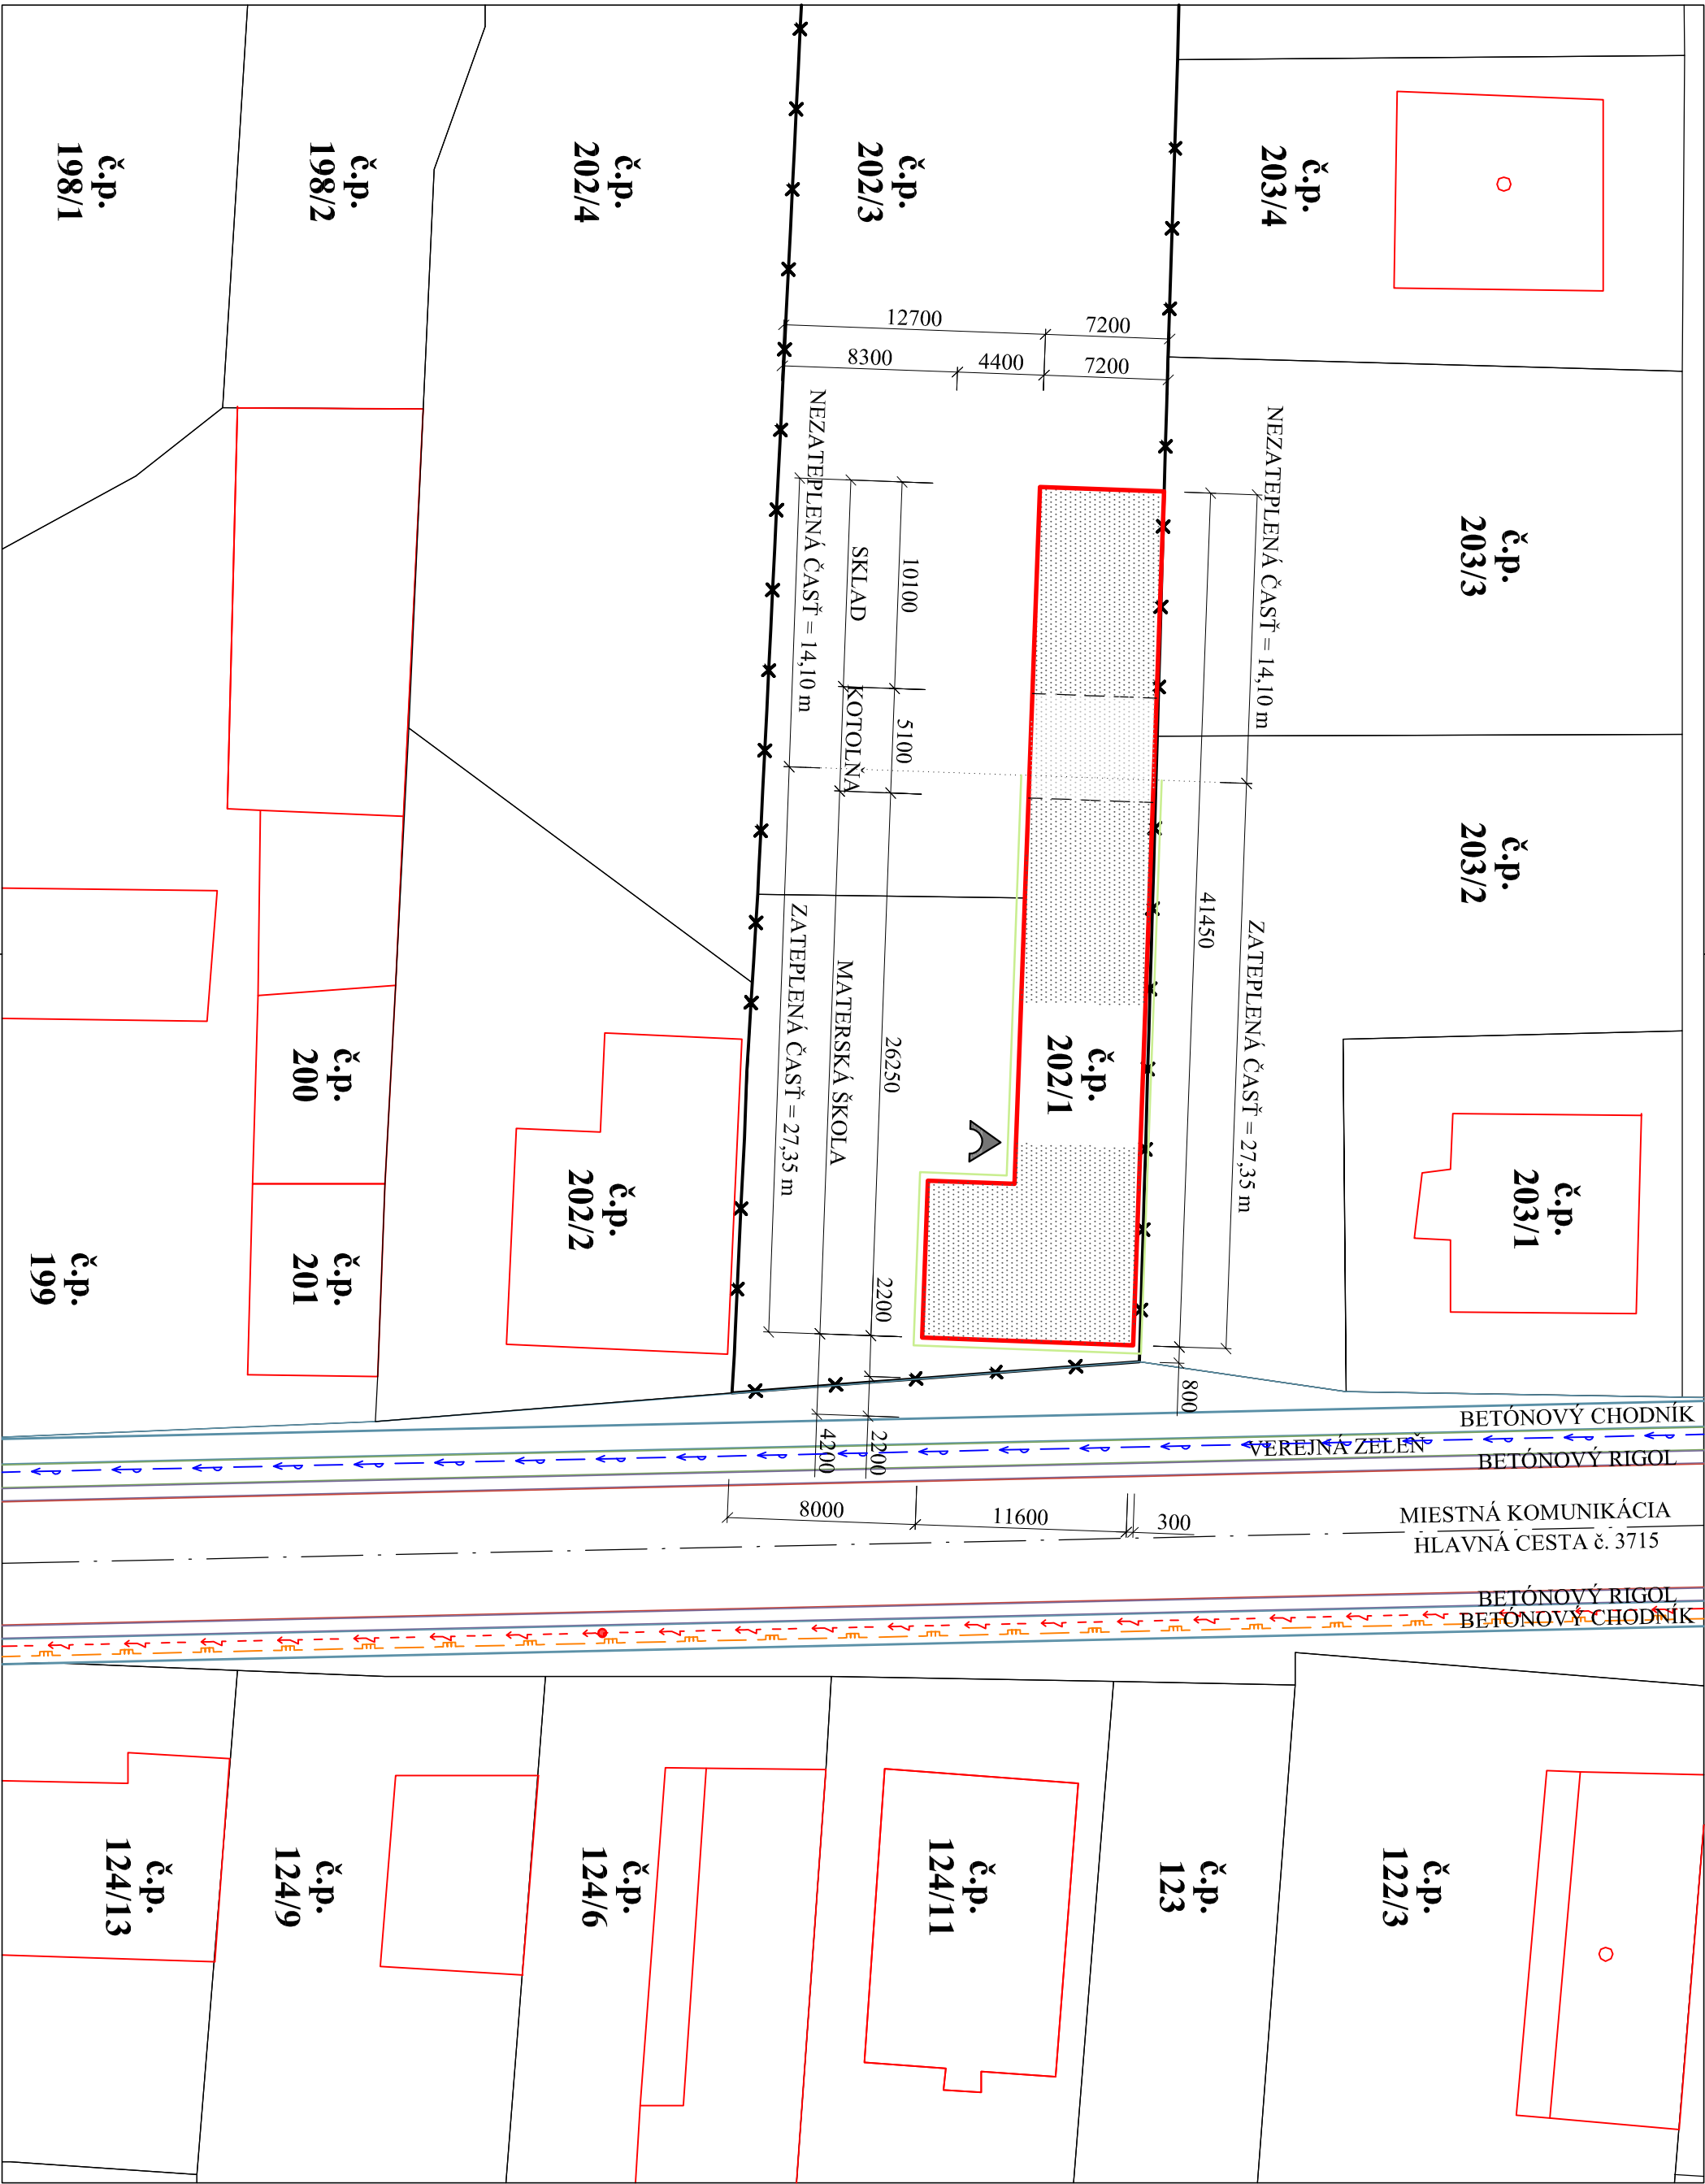 č.p.
198/1
č.p.
198/2
č.p.
202/4
č.p.
202/3
č.p.
203/4
12700
7200
8300
4400
7200
NEZATEPLENÁ ČASŤ = 14,10 m
SKLAD
10100
KOTOLŇA
5100
NEZATEPLENÁ ČASŤ = 14,10 m
č.p.
203/3
č.p.
203/2
41450
ZATEPLENÁ ČASŤ = 27,35 m
ZATEPLENÁ ČASŤ = 27,35 m
MATERSKÁ ŠKOLA
26250
č.p.
202/1
č.p.
200
č.p.
202/2
č.p.
203/1
č.p.
199
č.p.
201
2200
800
4200
2200
BETÓNOVÝ CHODNÍK
VEREJNÁ ZELEŇ
BETÓNOVÝ RIGOL
8000
11600
300
MIESTNA KOMUNIKÁCIA
HLAVNÁ CESTA č. 3715
BETÓNOVÝ RIGOL
BETÓNOVÝ CHODNÍK
č.p.
124/13
č.p.
124/9
č.p.
124/6
č.p.
124/11
č.p.
123
č.p.
122/3